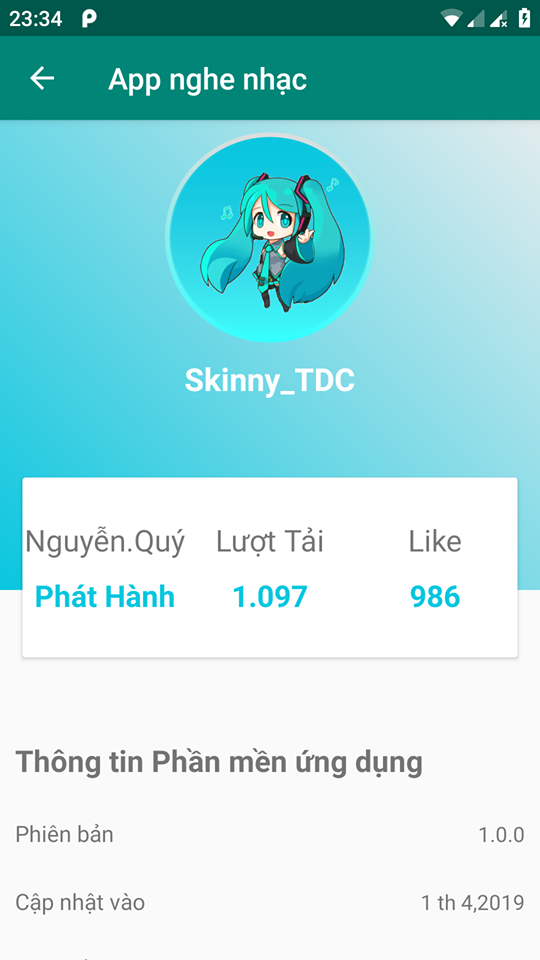 23:34
App nghe nhạc
Skinny_TDC
Nguyễn.Quý Lượt Tải Like
Phát Hành 1.097 986
Thông tin Phần mền ứng dụng
Phiên bản 1.0.0
Cập nhật vào 1 th 4,2019